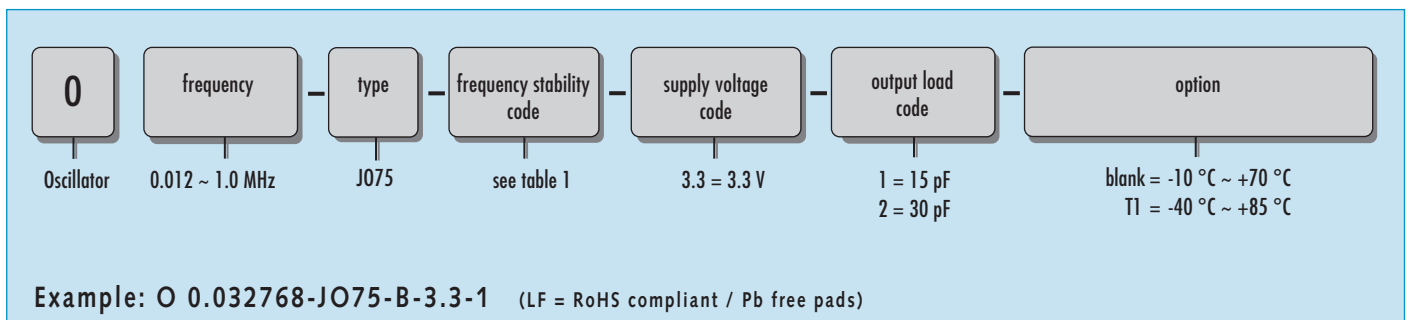 O
frequency
–
type
–
frequency stability
code
–
supply voltage
code
–
output load
code
–
option
Oscillator
0.012 ~ 1.0 MHz
JO75
see table 1
3.3 = 3.3 V
1 = 15 pF
2 = 30 pF
blank = -10 °C ~ +70 °C
T1 = -40 °C ~ +85 °C
Example: O 0.032768-JO75-B-3.3-1 (LF = RoHS compliant / Pb free pads)